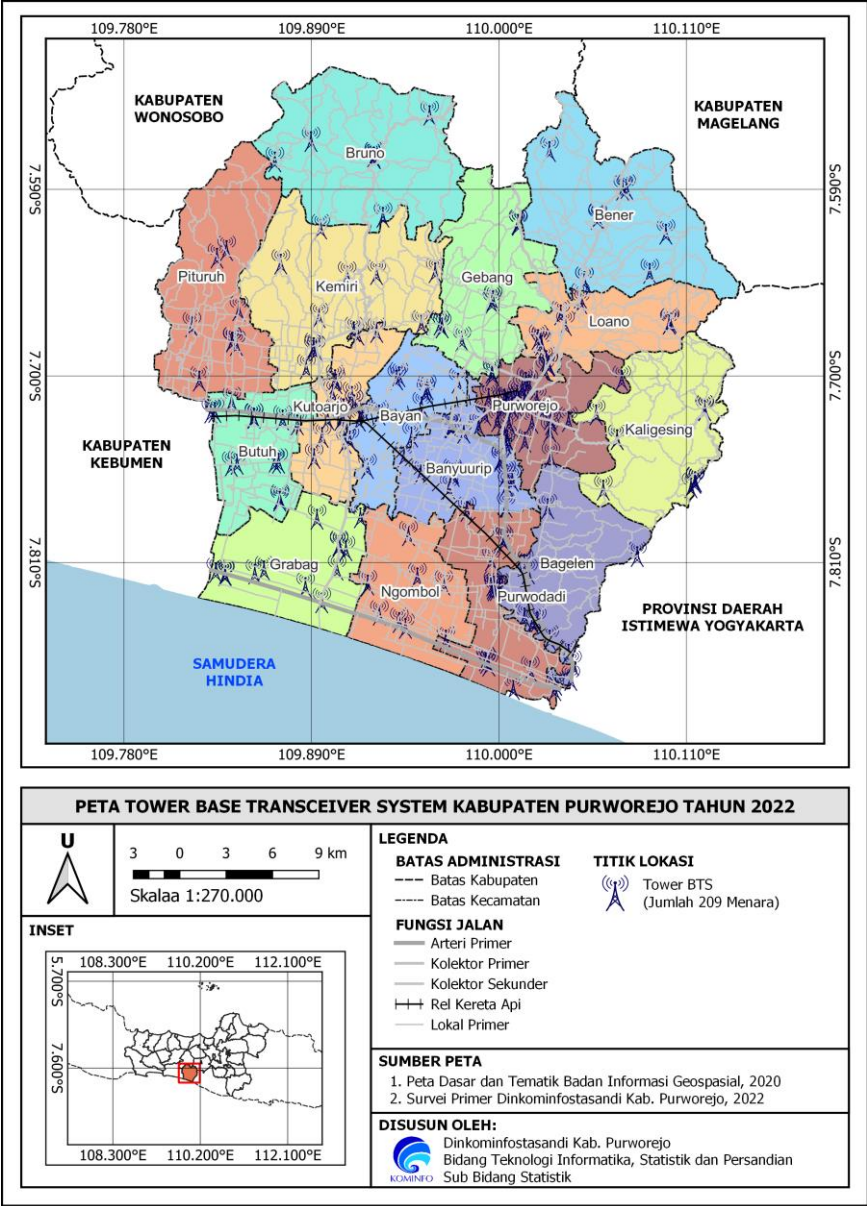 109.780°E 109.890°E 110.000°E 110.110°E
KABUPATEN
WONOSOBO
KABUPATEN
MAGELANG
Bruno
7.590°S
7.590°S
Bener
Pituruh
Kemiri
Gebang
Loano
7.700°S
7.700°S
Kutoarjo
Bayan
Purworejo
Kaligesing
KABUPATEN
KEBUMEN
Butuh
Banyuurip
7.810°S
7.810°S
Grabag
Ngombol
Bagelen
Purwodadi
PROVINSI DAERAH
ISTIMEWA YOGYAKARTA
SAMUDERA
HINDIA
109.780°E 109.890°E 110.000°E 110.110°E
PETA TOWER BASE TRANSCEIVER SYSTEM KABUPATEN PURWOREJO TAHUN 2022
U
3 0 3 6 9 km
Skalaa 1:270.000
INSET
108.300°E 110.200°E 112.100°E
5.700°S
7.600°S
108.300°E 110.200°E 112.100°E
LEGENDA
BATAS ADMINISTRASI
Batas Kabupaten
Batas Kecamatan
FUNGSI JALAN
Arteri Primer
Kolektor Primer
Kolektor Sekunder
Rel Kereta Api
Lokal Primer
TITIK LOKASI
Tower BTS
(Jumlah 209 Menara)
SUMBER PETA
1. Peta Dasar dan Tematik Badan Informasi Geospasial, 2020
2. Survei Primer Dinkominfostasandi Kab. Purworejo, 2022
DISUSUN OLEH:
Dinkominfostasandi Kab. Purworejo
Bidang Teknologi Informatika, Statistik dan Persandian
Sub Bidang Statistik
KOMINFO